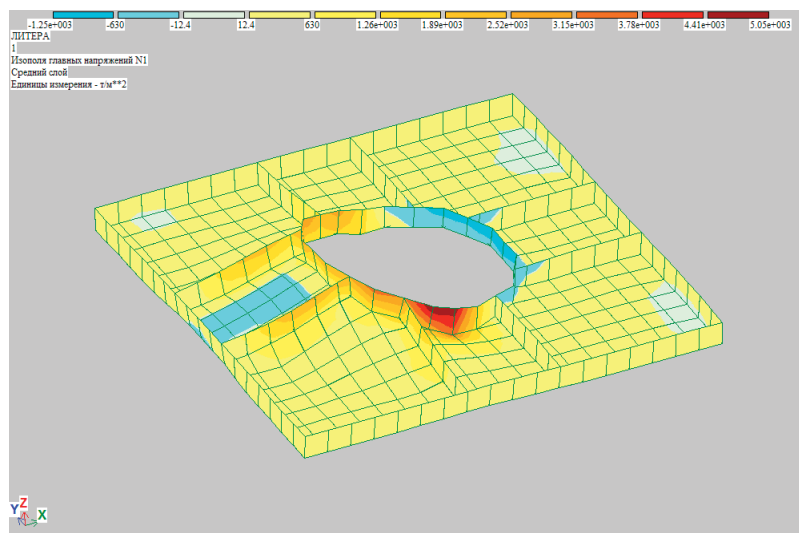 -1.25e+003 -630 -12.4 12.4 630 1.26e+003 1.89e+003 2.52e+003 3.15e+003 3.78e+003 4.41e+003 5.05e+003
ЛИТЕРА
1
Изополя главных напряжений N1
Средний слой
Единицы измерения - т/м**2
Z
Y
X